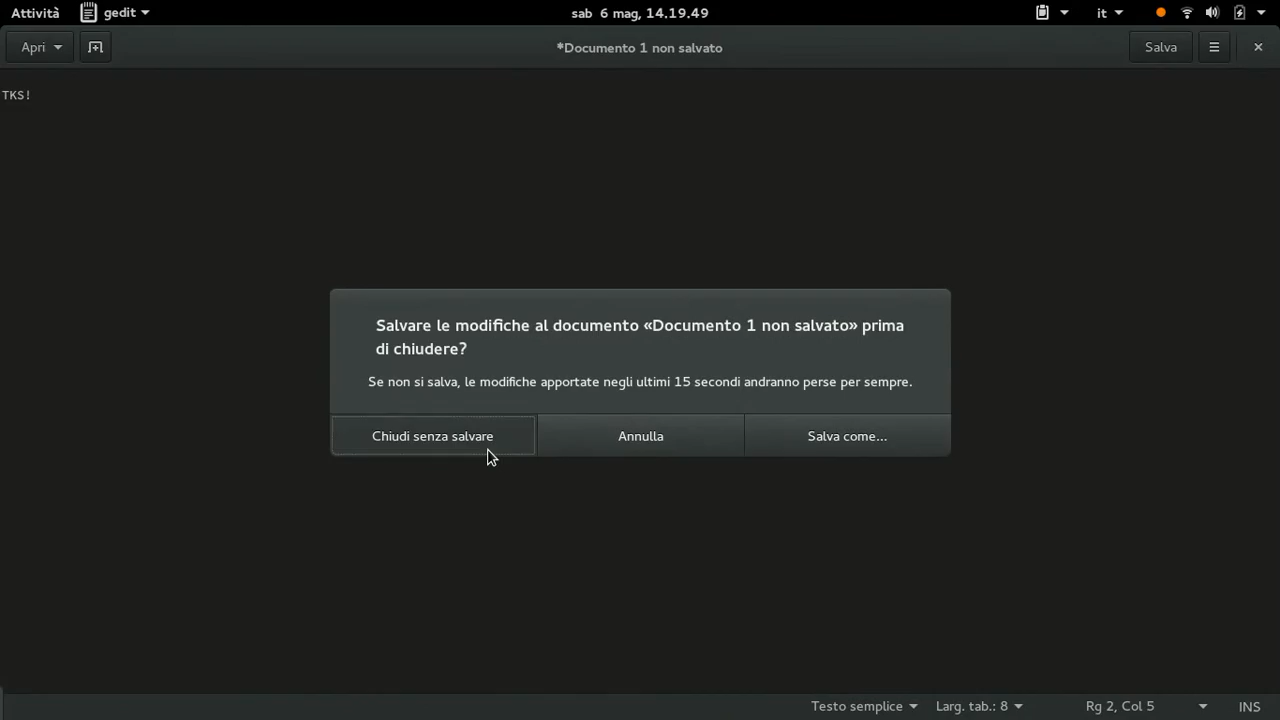 Attività gedit sab 6 mag, 14.19.49 it
Apri *Documento 1 non salvato Salva
TKS!
Salvare le modifiche al documento «Documento 1 non salvato» prima
di chiudere?
Se non si salva, le modifiche apportate negli ultimi 15 secondi andranno perse per sempre.
Chiudi senza salvare Annulla Salva come...
Testo semplice Larg. tab.: 8 Rg 2, Col 5 INS